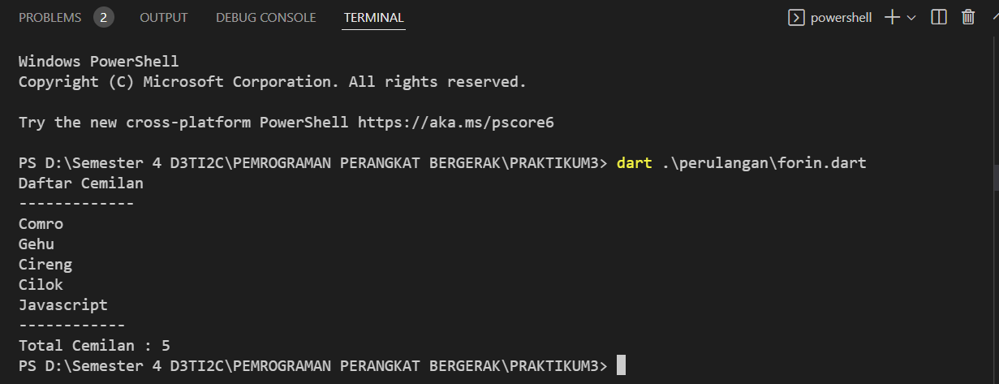 PROBLEMS 2 OUTPUT DEBUG CONSOLE TERMINAL powershell
Windows PowerShell
Copyright (C) Microsoft Corporation. All rights reserved.
Try the new cross-platform PowerShell https://aka.ms/pscore6
PS D:\Semester 4 D3TI2C\PEMROGRAMAN PERANGKAT BERGERAK\PRAKTIKUM3> dart .\perulangan\forin.dart
Daftar Cemilan
-------------
Comro
Gehu
Cireng
Cilok
Javascript
------------
Total Cemilan : 5
PS D:\Semester 4 D3TI2C\PEMROGRAMAN PERANGKAT BERGERAK\PRAKTIKUM3>